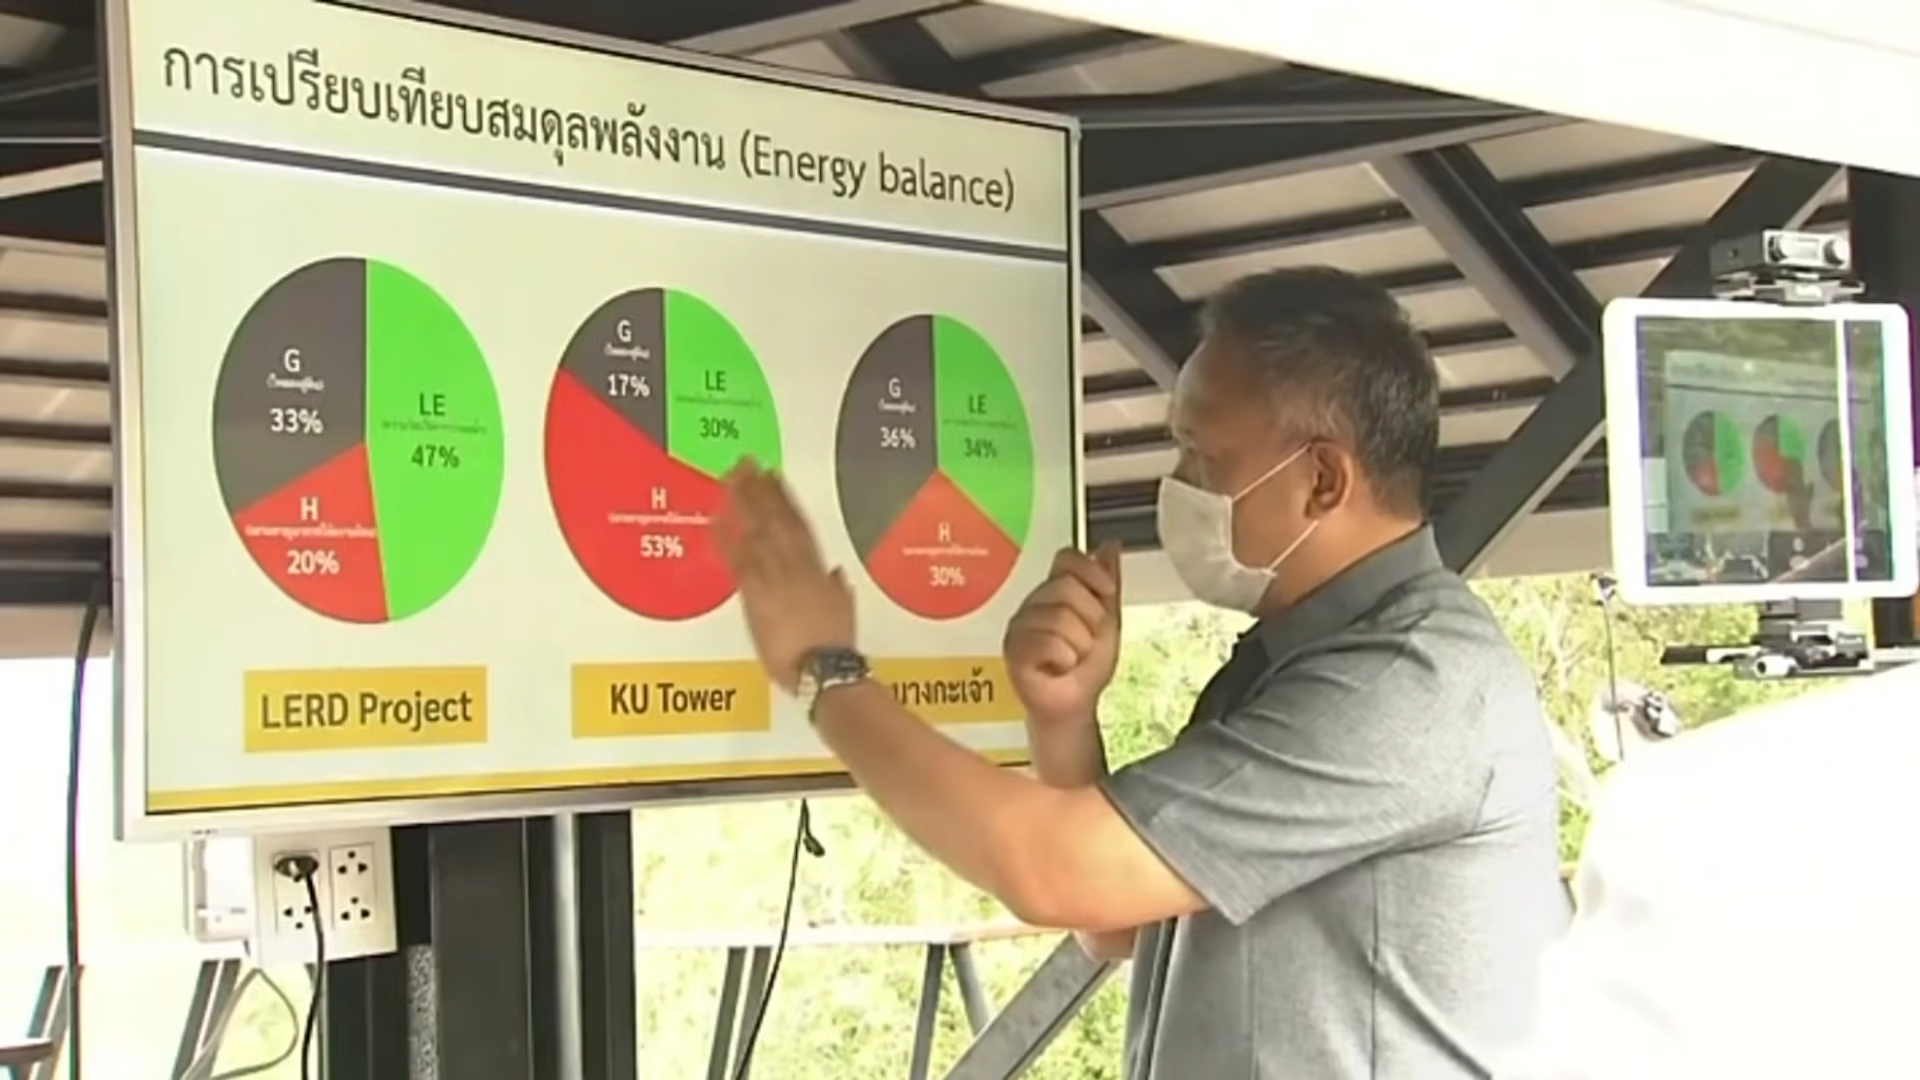 การเปรียบเทียบสมดุลพลังงาน (Energy balance)
G
33%
LE
47%
H
20%
G
17%
LE
30%
H
53%
G
36%
LE
34%
H
30%
LERD Project
KU Tower
บางกะเจ้า